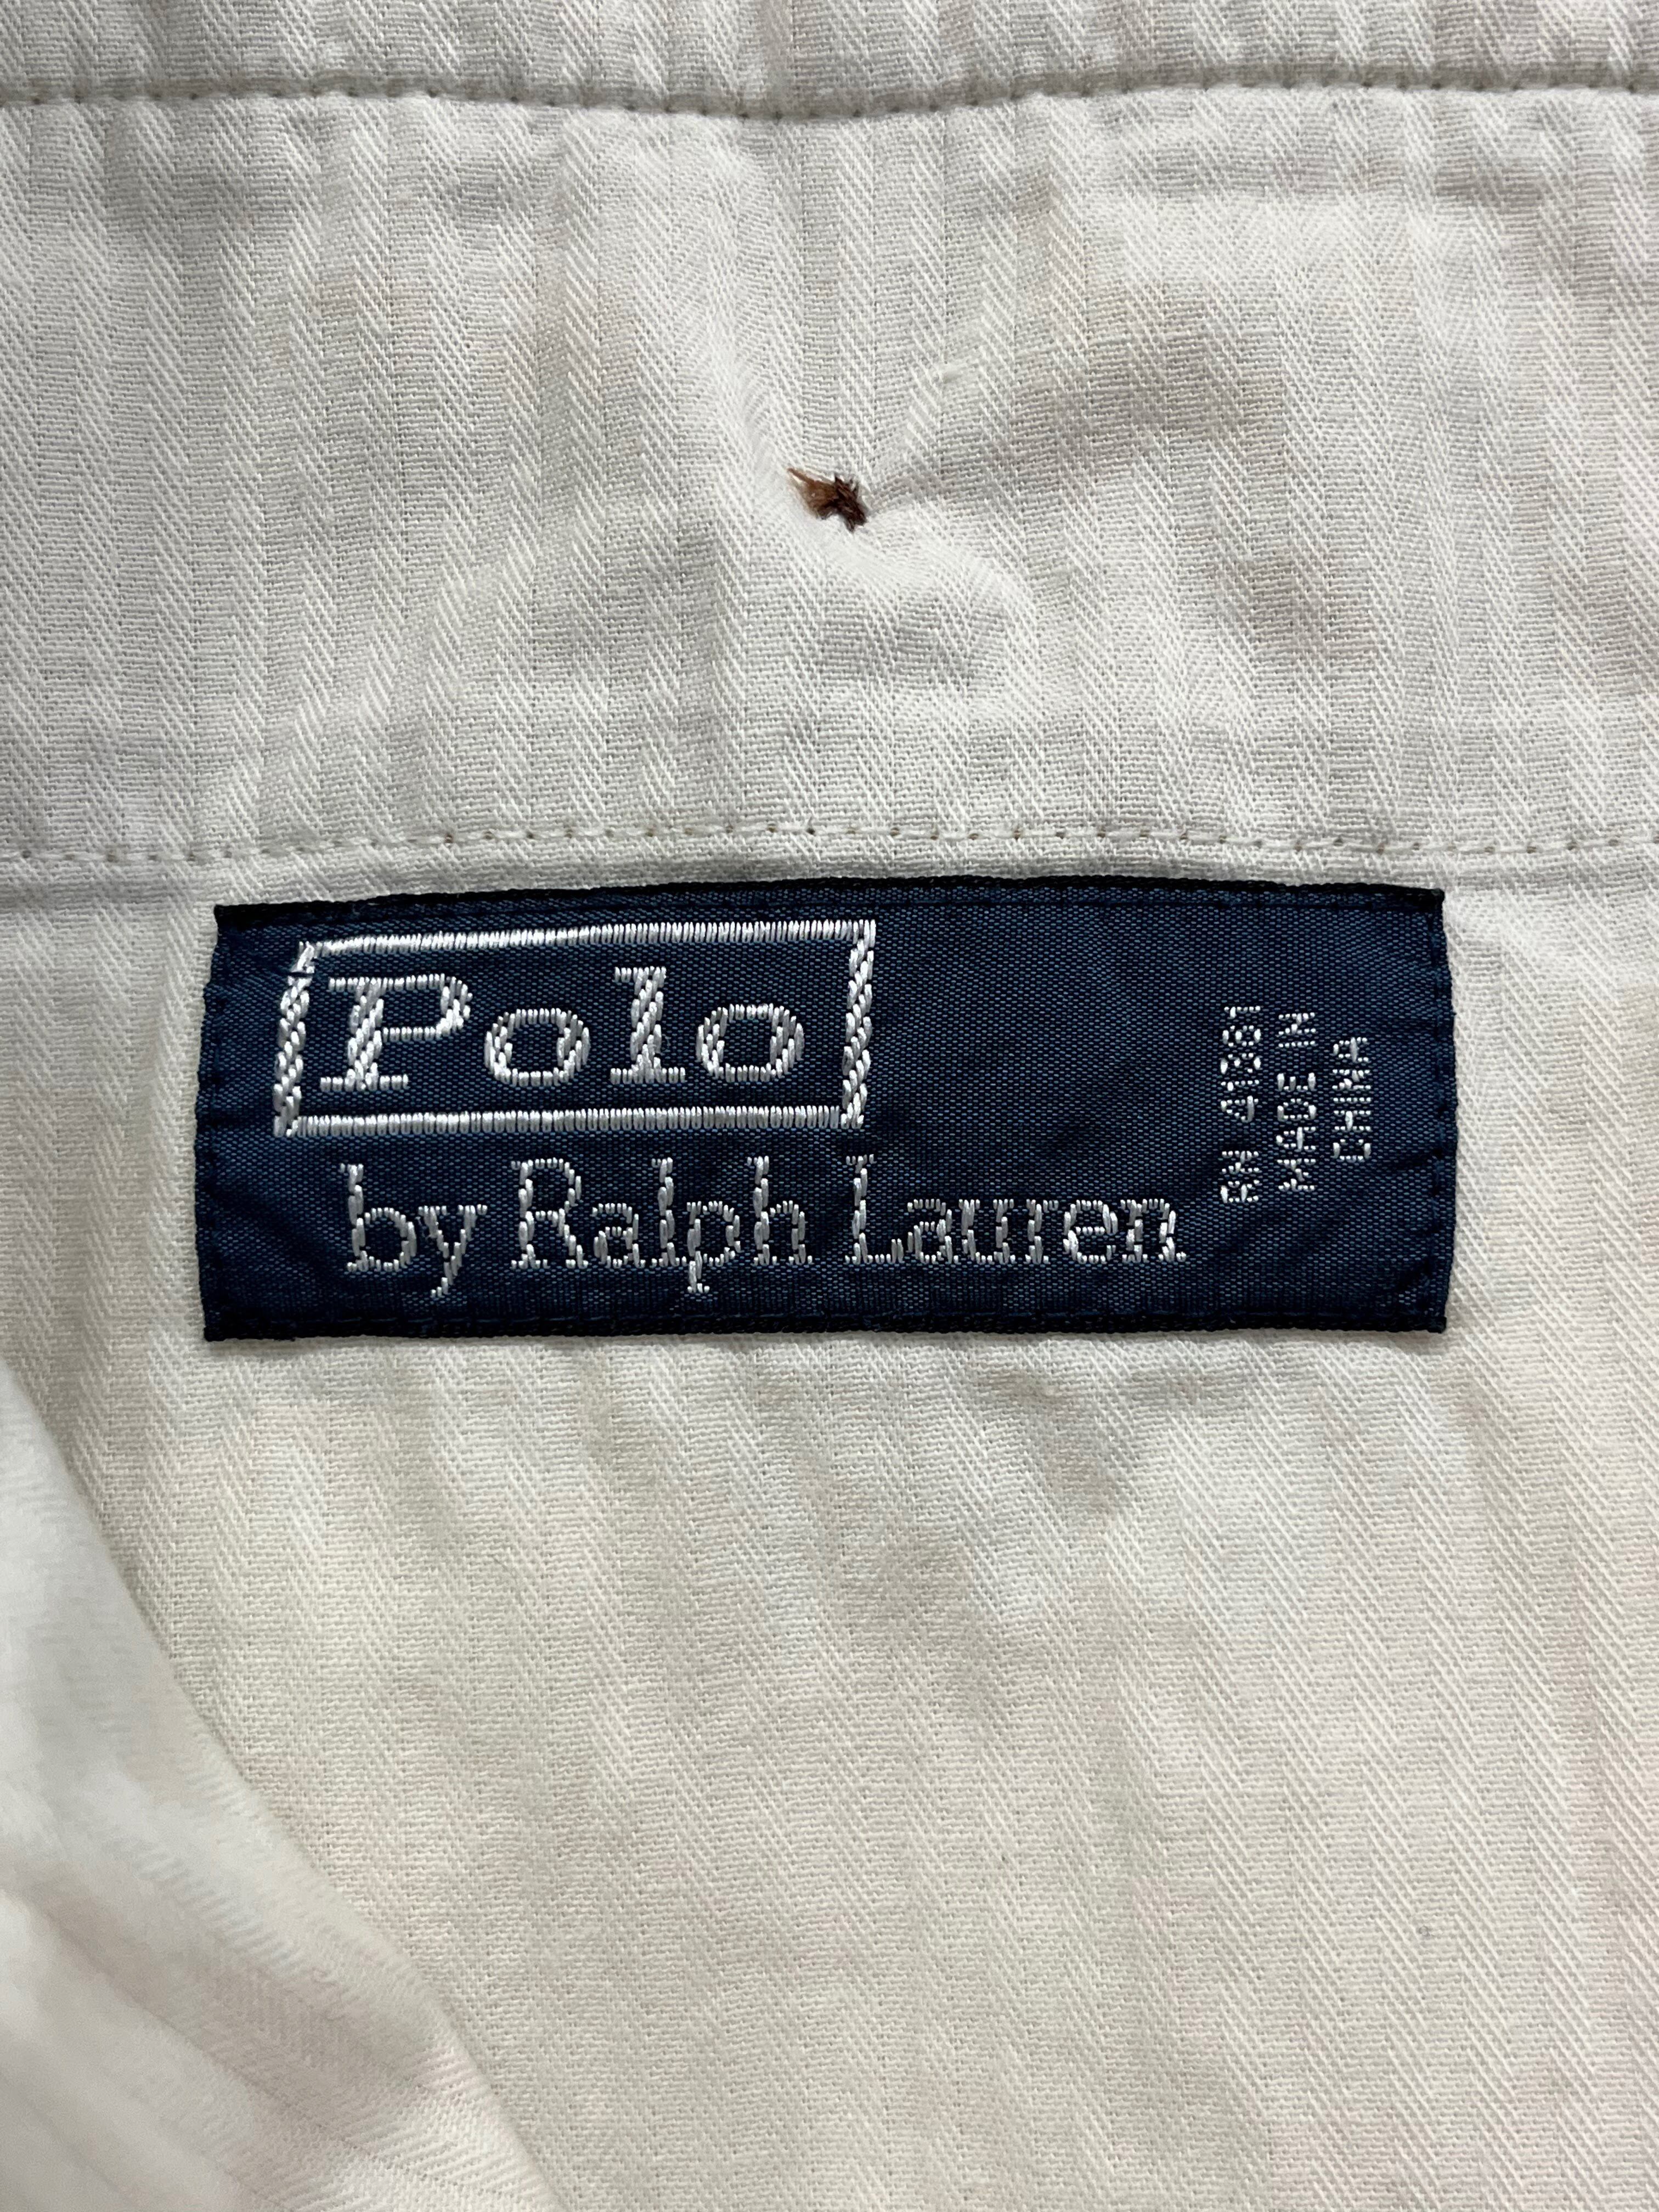 Polo
by Ralph Lauren
RN 41381
MADE IN
CHINA